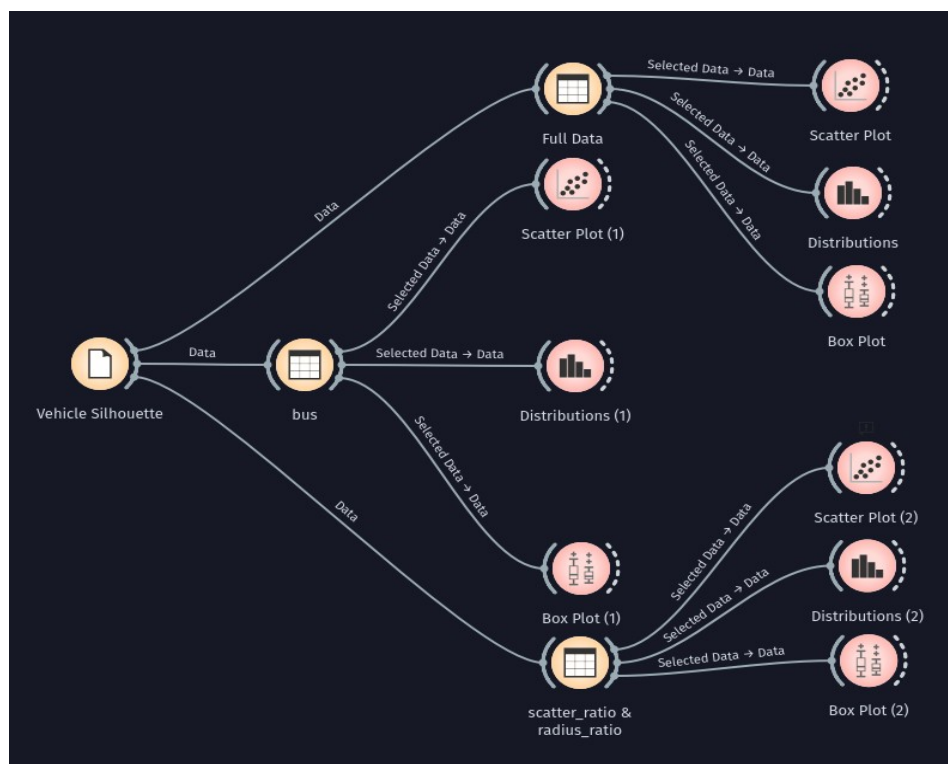 Selected Data → Data
Scatter Plot
Full Data
Selected Data → Data
Distributions
Selected Data → Data
Box Plot
Data
Scatter Plot (1)
Selected Data → Data
Vehicle Silhouette
Data
bus
Selected Data → Data
Distributions (1)
Selected Data → Data
Box Plot (1)
Data
scatter_ratio &
radius_ratio
Selected Data → Data
Scatter Plot (2)
Selected Data → Data
Distributions (2)
Selected Data → Data
Box Plot (2)